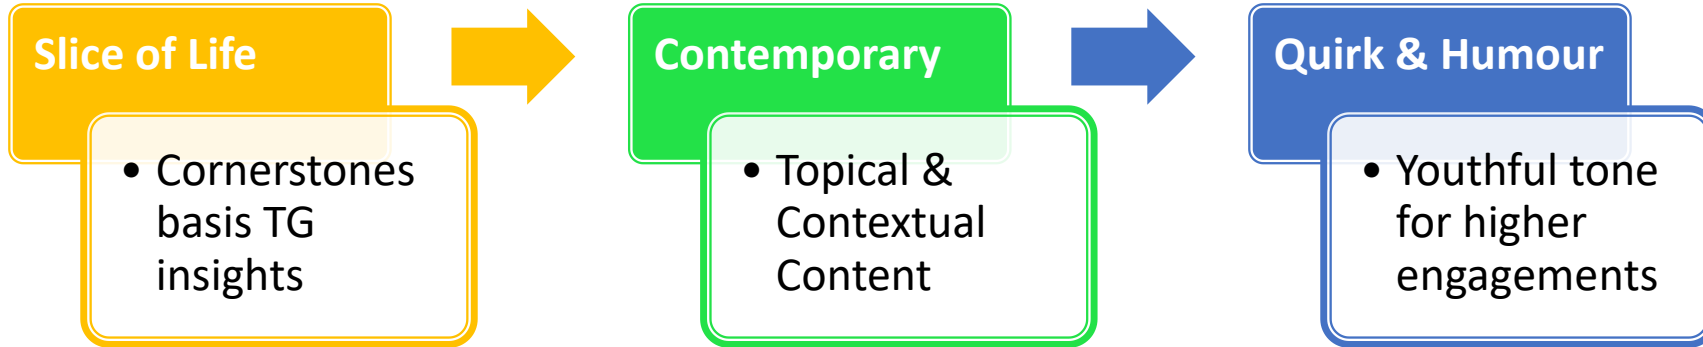 Slice of Life
• Cornerstones
basis TG
insights
Contemporary
• Topical &
Contextual
Content
Quirk & Humour
• Youthful tone
for higher
engagements